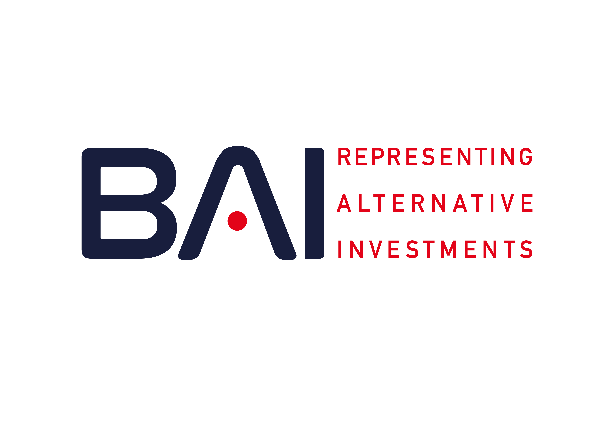 BAI
REPRESENTING
ALTERNATIVE
INVESTMENTS